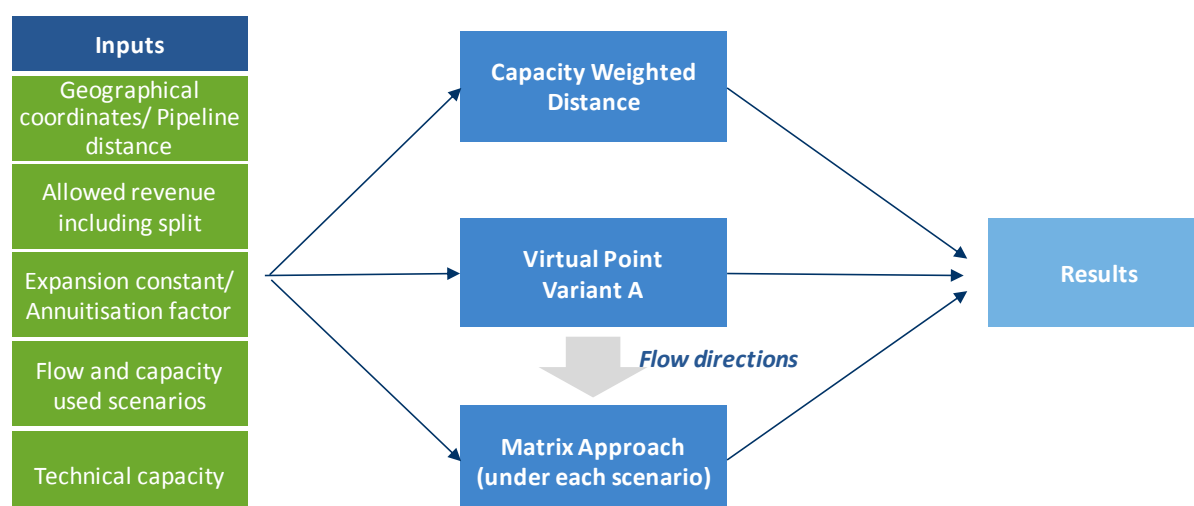 Inputs
Geographical
coordinates/ Pipeline
distance
Allowed revenue
including split
Expansion constant/
Annuitisation factor
Flow and capacity
used scenarios
Technical capacity
Capacity Weighted
Distance
Virtual Point
Variant A
Flow directions
Matrix Approach
(under each scenario)
Results